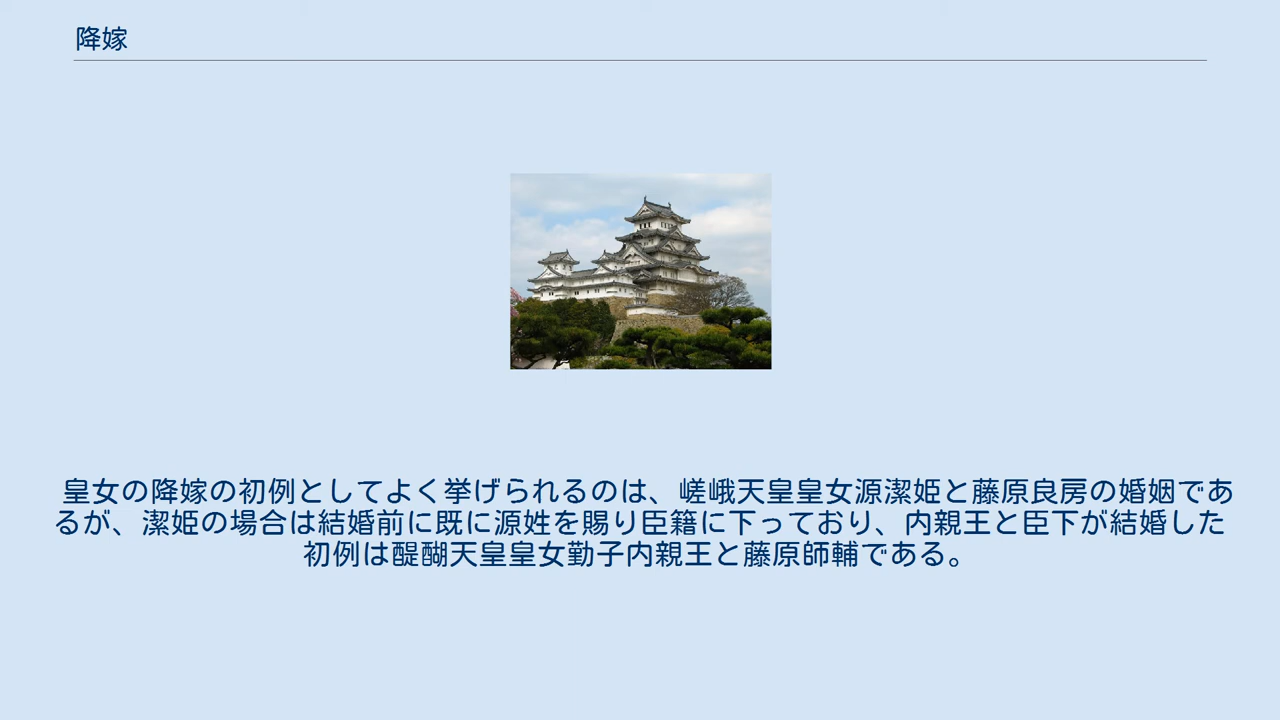 降嫁
皇女の降嫁の初例としてよく挙げられるのは、嵯峨天皇皇女源潔姫と藤原良房の婚姻であ
るが、潔姫の場合は結婚前に既に源姓を賜り臣籍に下っており、内親王と臣下が結婚した
初例は醍醐天皇皇女勤子内親王と藤原師輔である。